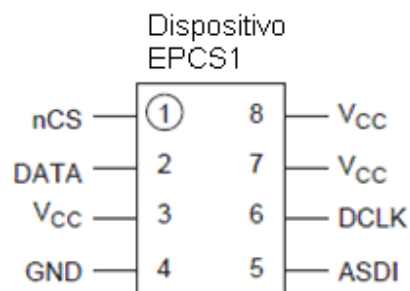 Dispositivo
EPCS1
nCS 1 8 VCC
DATA 2 7 VCC
VCC 3 6 DCLK
GND 4 5 ASDI